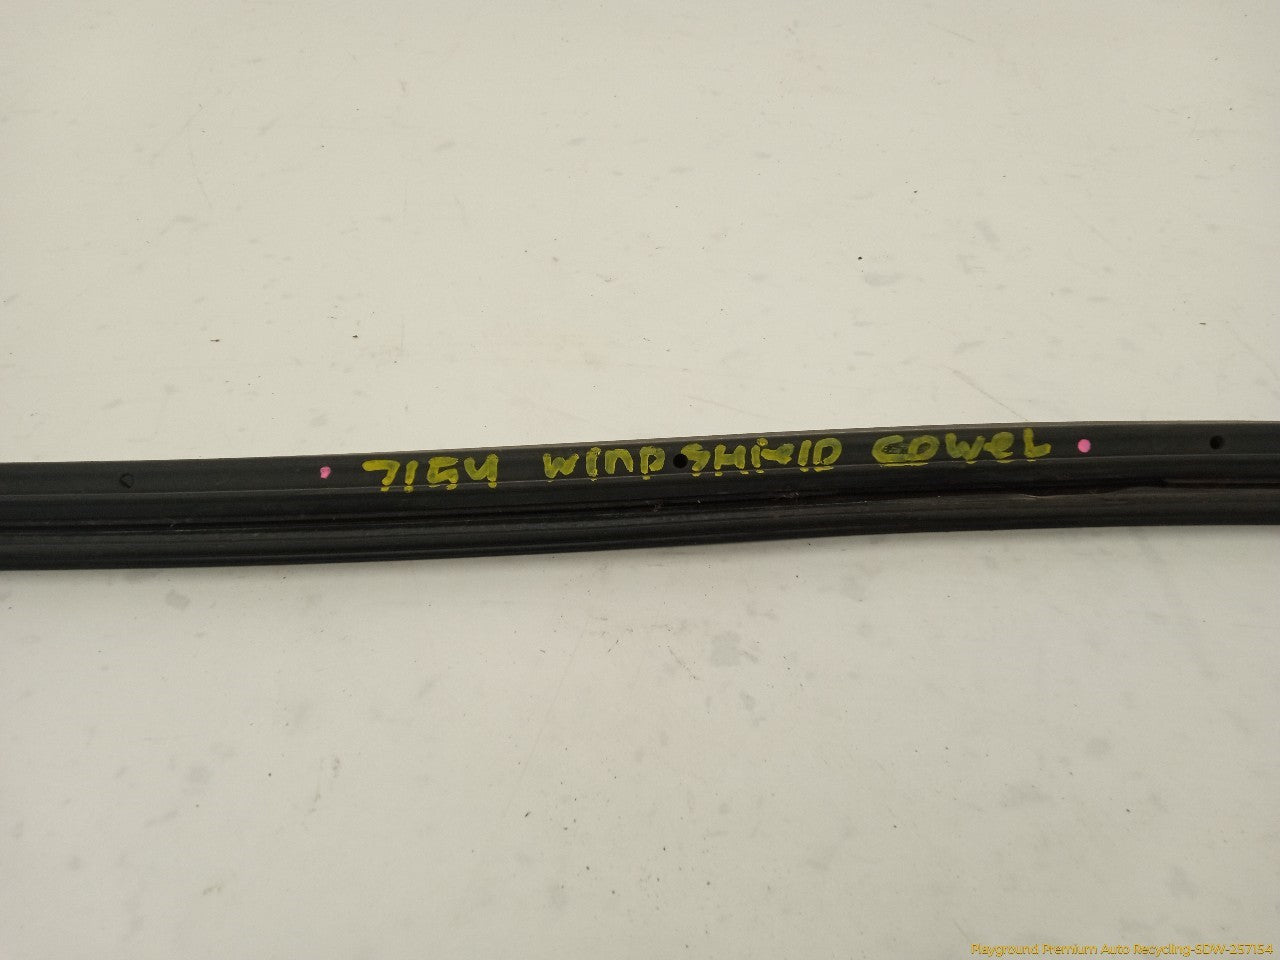 7154 WINDSHIELD COWEL
Playground Premium Auto Recycling-SDW-257154